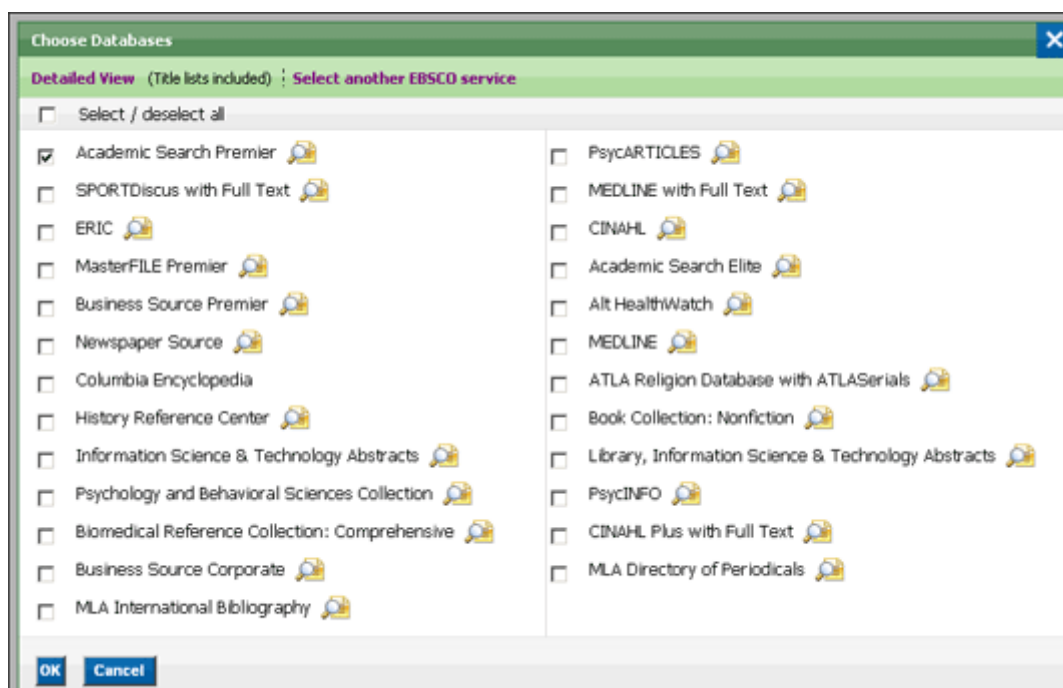 Choose Databases
Detailed View (Title lists included) Select another EBSCO service
Select / deselect all
Academic Search Premier
SPORTDiscus with Full Text
ERIC
MasterFILE Premier
Business Source Premier
Newspaper Source
Columbia Encyclopedia
History Reference Center
Information Science & Technology Abstracts
Psychology and Behavioral Sciences Collection
Biomedical Reference Collection: Comprehensive
Business Source Corporate
MLA International Bibliography
PsycARTICLES
MEDLINE with Full Text
CINAHL
Academic Search Elite
Alt HealthWatch
MEDLINE
ATLA Religion Database with ATLASerials
Book Collection: Nonfiction
Library, Information Science & Technology Abstracts
PsycINFO
CINAHL Plus with Full Text
MLA Directory of Periodicals
OK Cancel